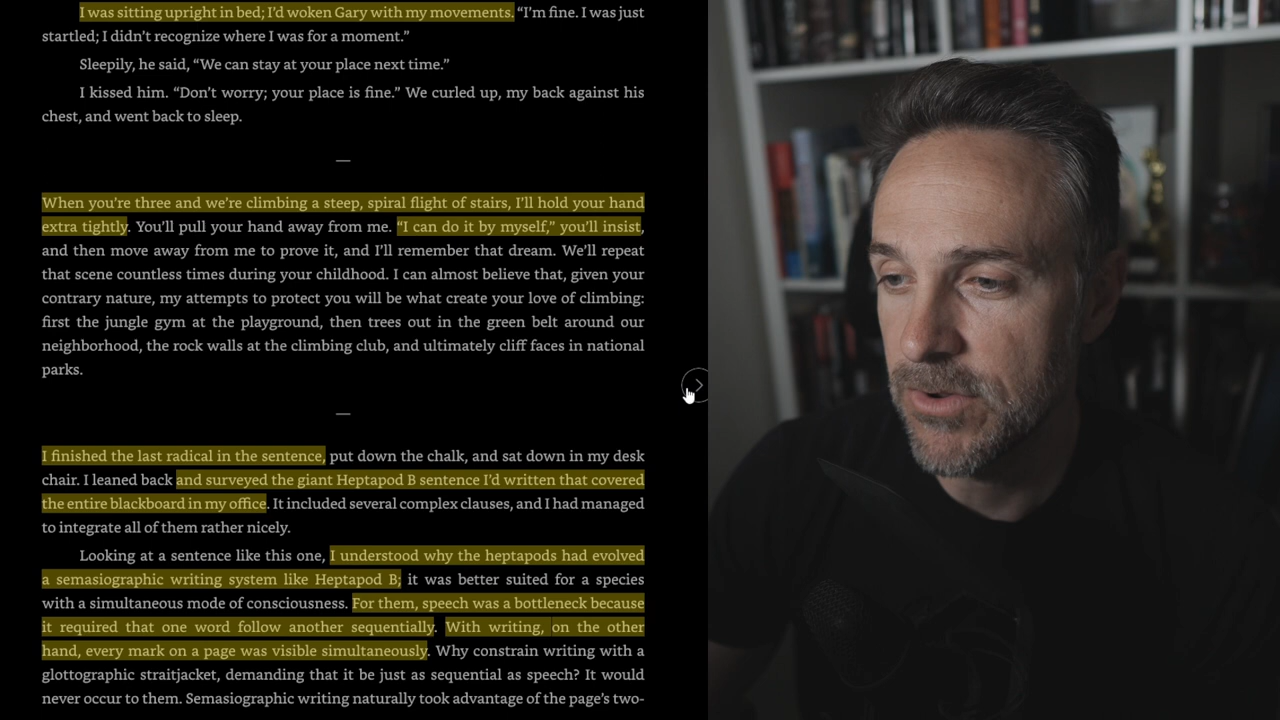 I was sitting upright in bed; I’d woken Gary with my movements. “I’m fine. I was just
startled; I didn’t recognize where I was for a moment.”
Sleepily, he said, “We can stay at your place next time.”
I kissed him. “Don’t worry; your place is fine.” We curled up, my back against his
chest, and went back to sleep.
—
When you’re three and we’re climbing a steep, spiral flight of stairs, I’ll hold your hand
extra tightly. You’ll pull your hand away from me. “I can do it by myself,” you’ll insist,
and then move away from me to prove it, and I’ll remember that dream. We’ll repeat
that scene countless times during your childhood. I can almost believe that, given your
contrary nature, my attempts to protect you will be what create your love of climbing:
first the jungle gym at the playground, then trees out in the green belt around our
neighborhood, the rock walls at the climbing club, and ultimately cliff faces in national
parks.
—
I finished the last radical in the sentence, put down the chalk, and sat down in my desk
chair. I leaned back and surveyed the giant Heptapod B sentence I’d written that covered
the entire blackboard in my office. It included several complex clauses, and I had managed
to integrate all of them rather nicely.
Looking at a sentence like this one, I understood why the heptapods had evolved
a semasiographic writing system like Heptapod B; it was better suited for a species
with a simultaneous mode of consciousness. For them, speech was a bottleneck because
it required that one word follow another sequentially. With writing, on the other
hand, every mark on a page was visible simultaneously. Why constrain writing with a
glottographic straitjacket, demanding that it be just as sequential as speech? It would
never occur to them. Semasiographic writing naturally took advantage of the page’s two-